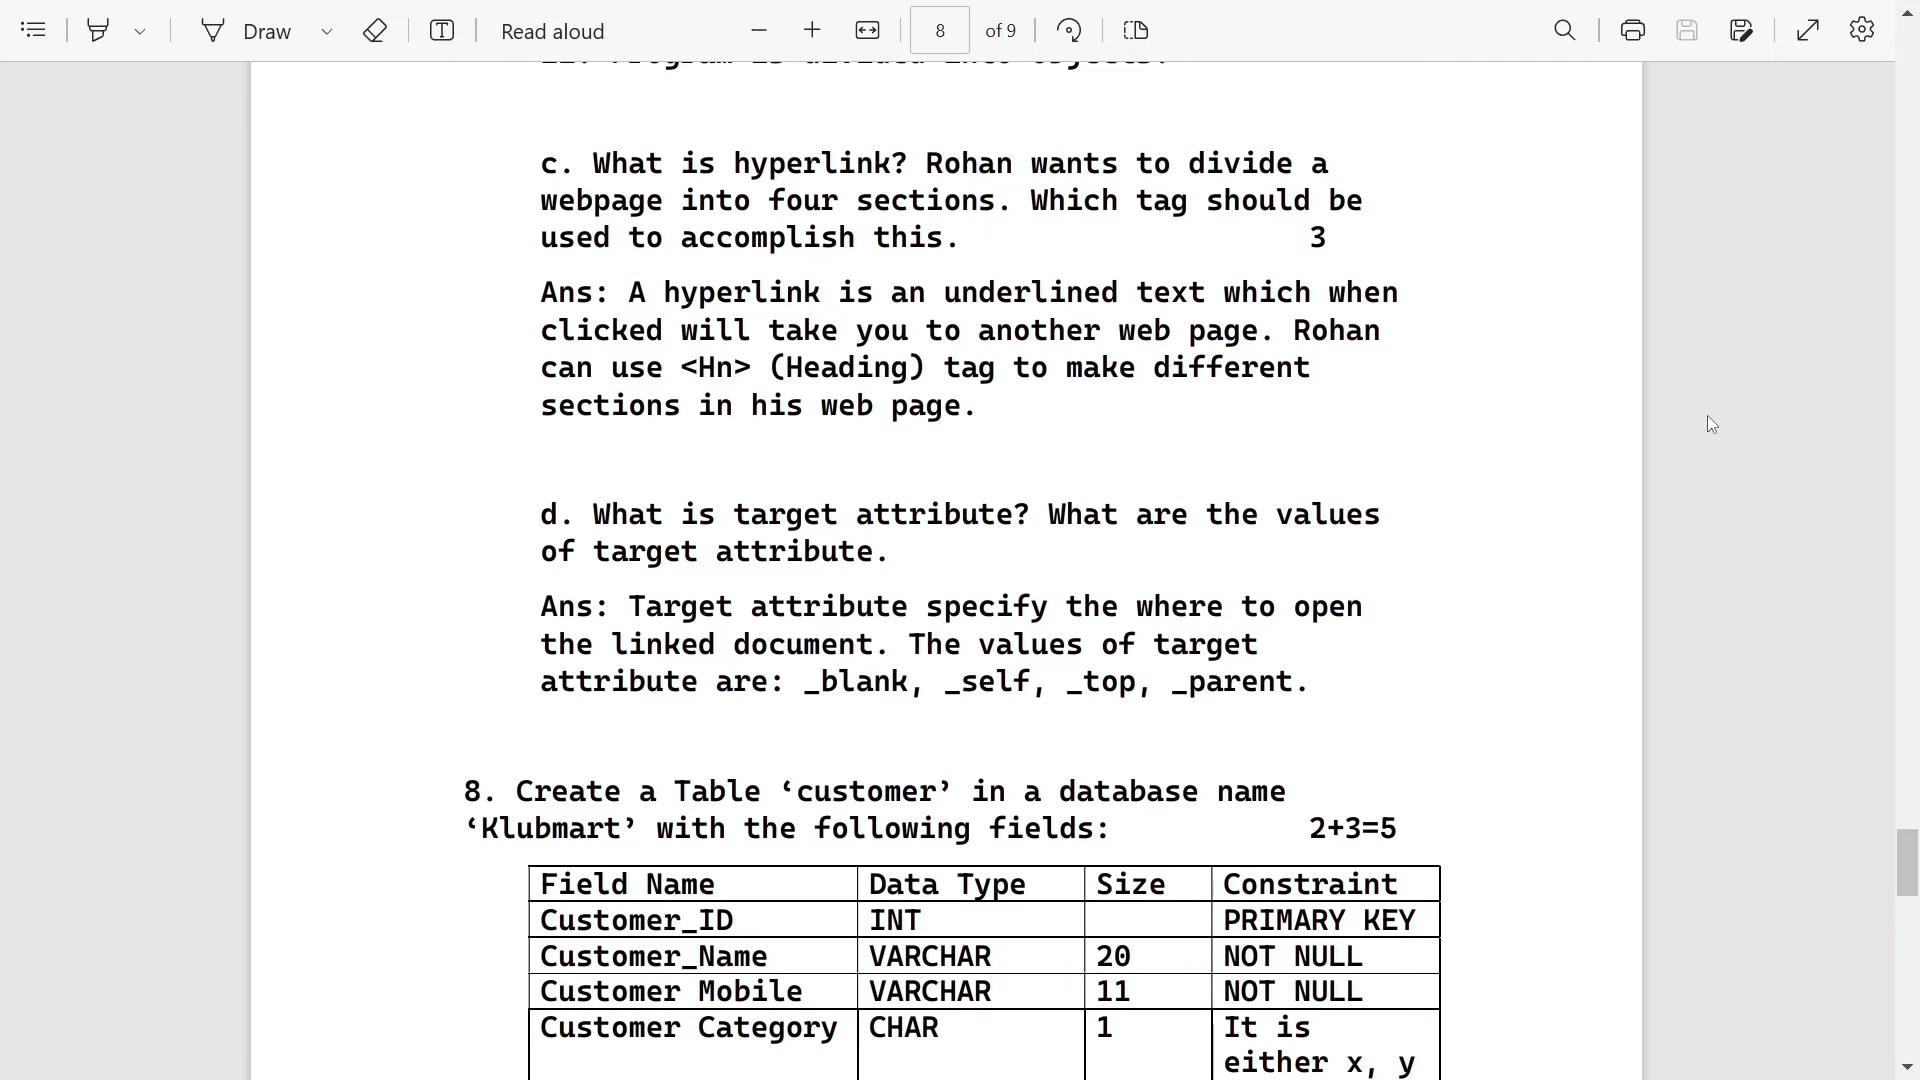 Draw
Read aloud
8
of 9
ii. Program is divided into objects.
c. What is hyperlink? Rohan wants to divide a
webpage into four sections. Which tag should be
used to accomplish this. 3
Ans: A hyperlink is an underlined text which when
clicked will take you to another web page. Rohan
can use <Hn> (Heading) tag to make different
sections in his web page.
d. What is target attribute? What are the values
of target attribute.
Ans: Target attribute specify the where to open
the linked document. The values of target
attribute are: _blank, _self, _top, _parent.
8. Create a Table ‘customer’ in a database name
‘Klubmart’ with the following fields: 2+3=5
Field Name Data Type Size Constraint
Customer_ID INT PRIMARY KEY
Customer_Name VARCHAR 20 NOT NULL
Customer Mobile VARCHAR 11 NOT NULL
Customer Category CHAR 1 It is
either x, y